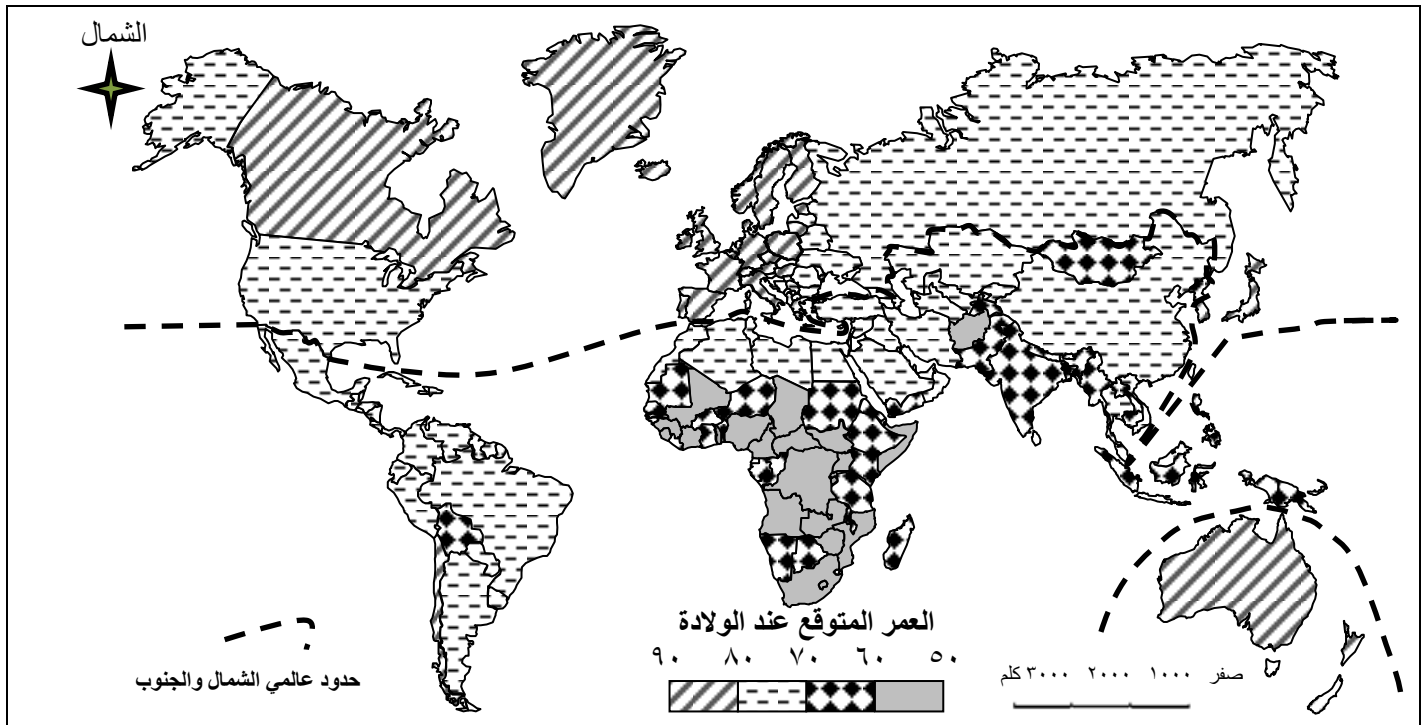 الشمال
العمر المتوقع عند الولادة
٥٠ ٦٠ ٧٠ ٨٠ ٩٠
حدود عالمي الشمال والجنوب
صفر ١٠٠٠ ٢٠٠٠ ٣٠٠٠ كلم